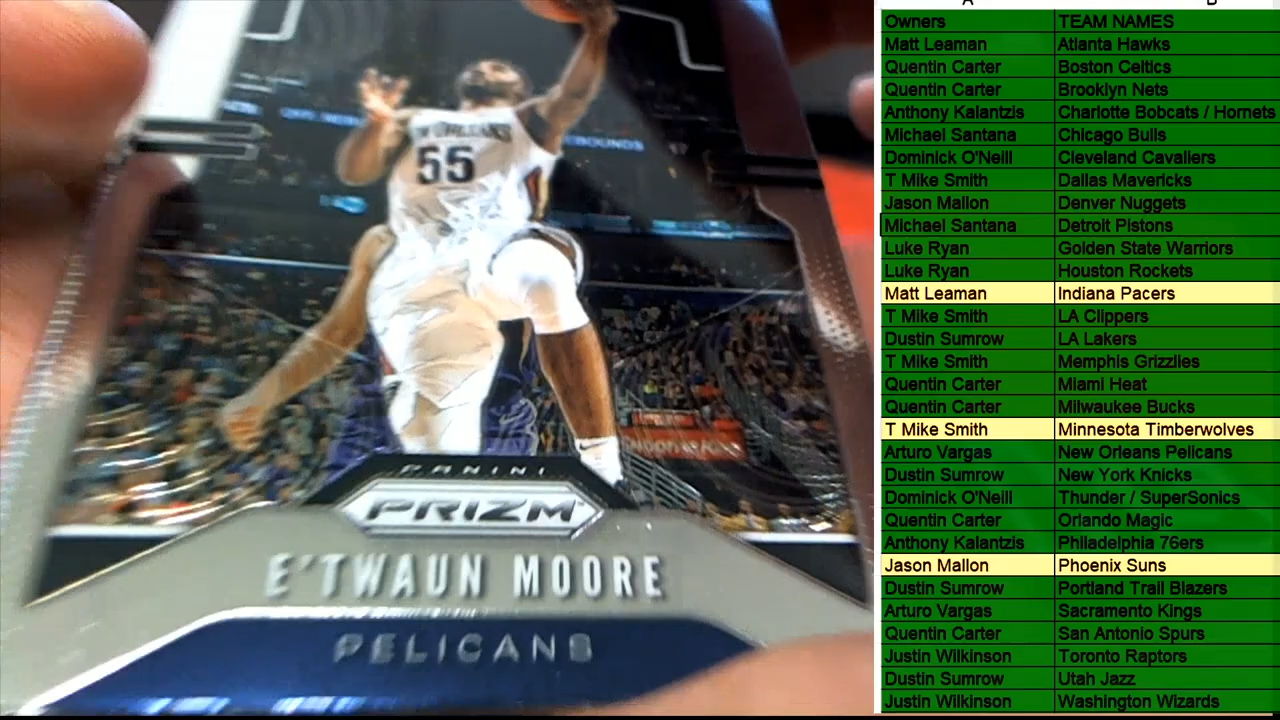 NEW ORLEANS
55
REBOUNDS
PANINI
PRIZM
E'TWAUN MOORE
PELICANS
A B
Owners TEAM NAMES
Matt Leaman Atlanta Hawks
Quentin Carter Boston Celtics
Quentin Carter Brooklyn Nets
Anthony Kalantzis Charlotte Bobcats / Hornets
Michael Santana Chicago Bulls
Dominick O'Neill Cleveland Cavaliers
T Mike Smith Dallas Mavericks
Jason Mallon Denver Nuggets
Michael Santana Detroit Pistons
Luke Ryan Golden State Warriors
Luke Ryan Houston Rockets
Matt Leaman Indiana Pacers
T Mike Smith LA Clippers
Dustin Sumrow LA Lakers
T Mike Smith Memphis Grizzlies
Quentin Carter Miami Heat
Quentin Carter Milwaukee Bucks
T Mike Smith Minnesota Timberwolves
Arturo Vargas New Orleans Pelicans
Dustin Sumrow New York Knicks
Dominick O'Neill Thunder / SuperSonics
Quentin Carter Orlando Magic
Anthony Kalantzis Philadelphia 76ers
Jason Mallon Phoenix Suns
Dustin Sumrow Portland Trail Blazers
Arturo Vargas Sacramento Kings
Quentin Carter San Antonio Spurs
Justin Wilkinson Toronto Raptors
Dustin Sumrow Utah Jazz
Justin Wilkinson Washington Wizards